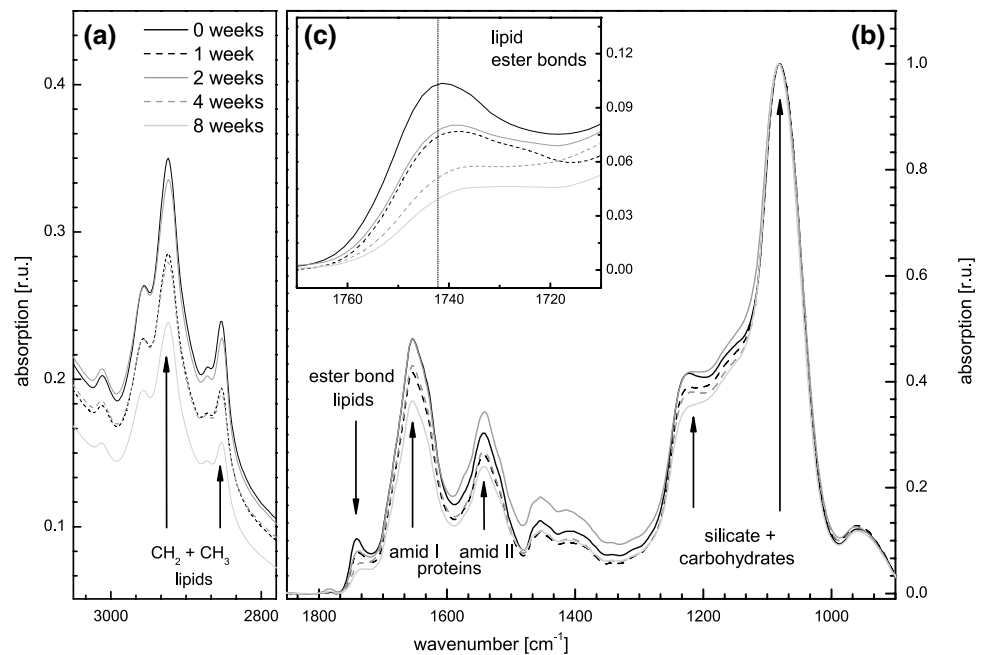 (a)
0 weeks
1 week
2 weeks
4 weeks
8 weeks
0.4
0.3
0.2
0.1
absorption [r.u.]
CH2 + CH3
lipids
3000
2800
(c)
lipid
ester bonds
0.12
0.09
0.06
0.03
0.00
1760
1740
1720
(b)
1.0
0.8
0.6
0.4
0.2
0.0
absorption [r.u.]
ester bond
lipids
amid I
amid II
proteins
silicate +
carbohydrates
1800
1600
1400
1200
1000
wavenumber [cm-1]